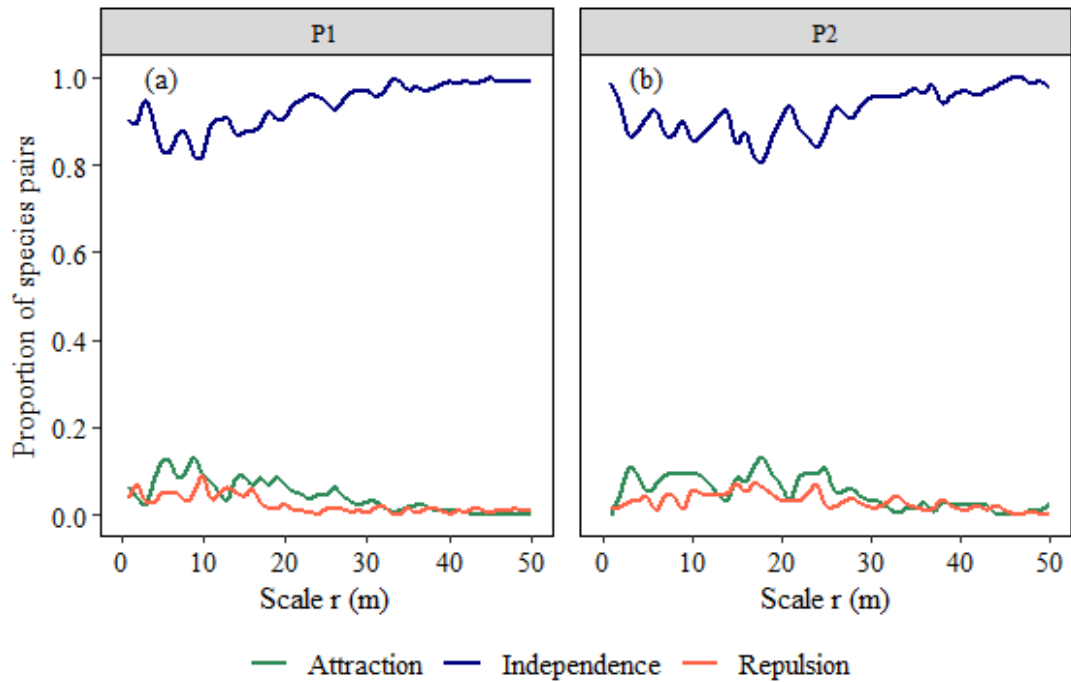 P1 P2
(a) (b)
1.0
0.8
0.6
0.4
0.2
0.0
Proportion of species pairs
0 10 20 30 40 50 0 10 20 30 40 50
Scale r (m) Scale r (m)
Attraction Independence Repulsion